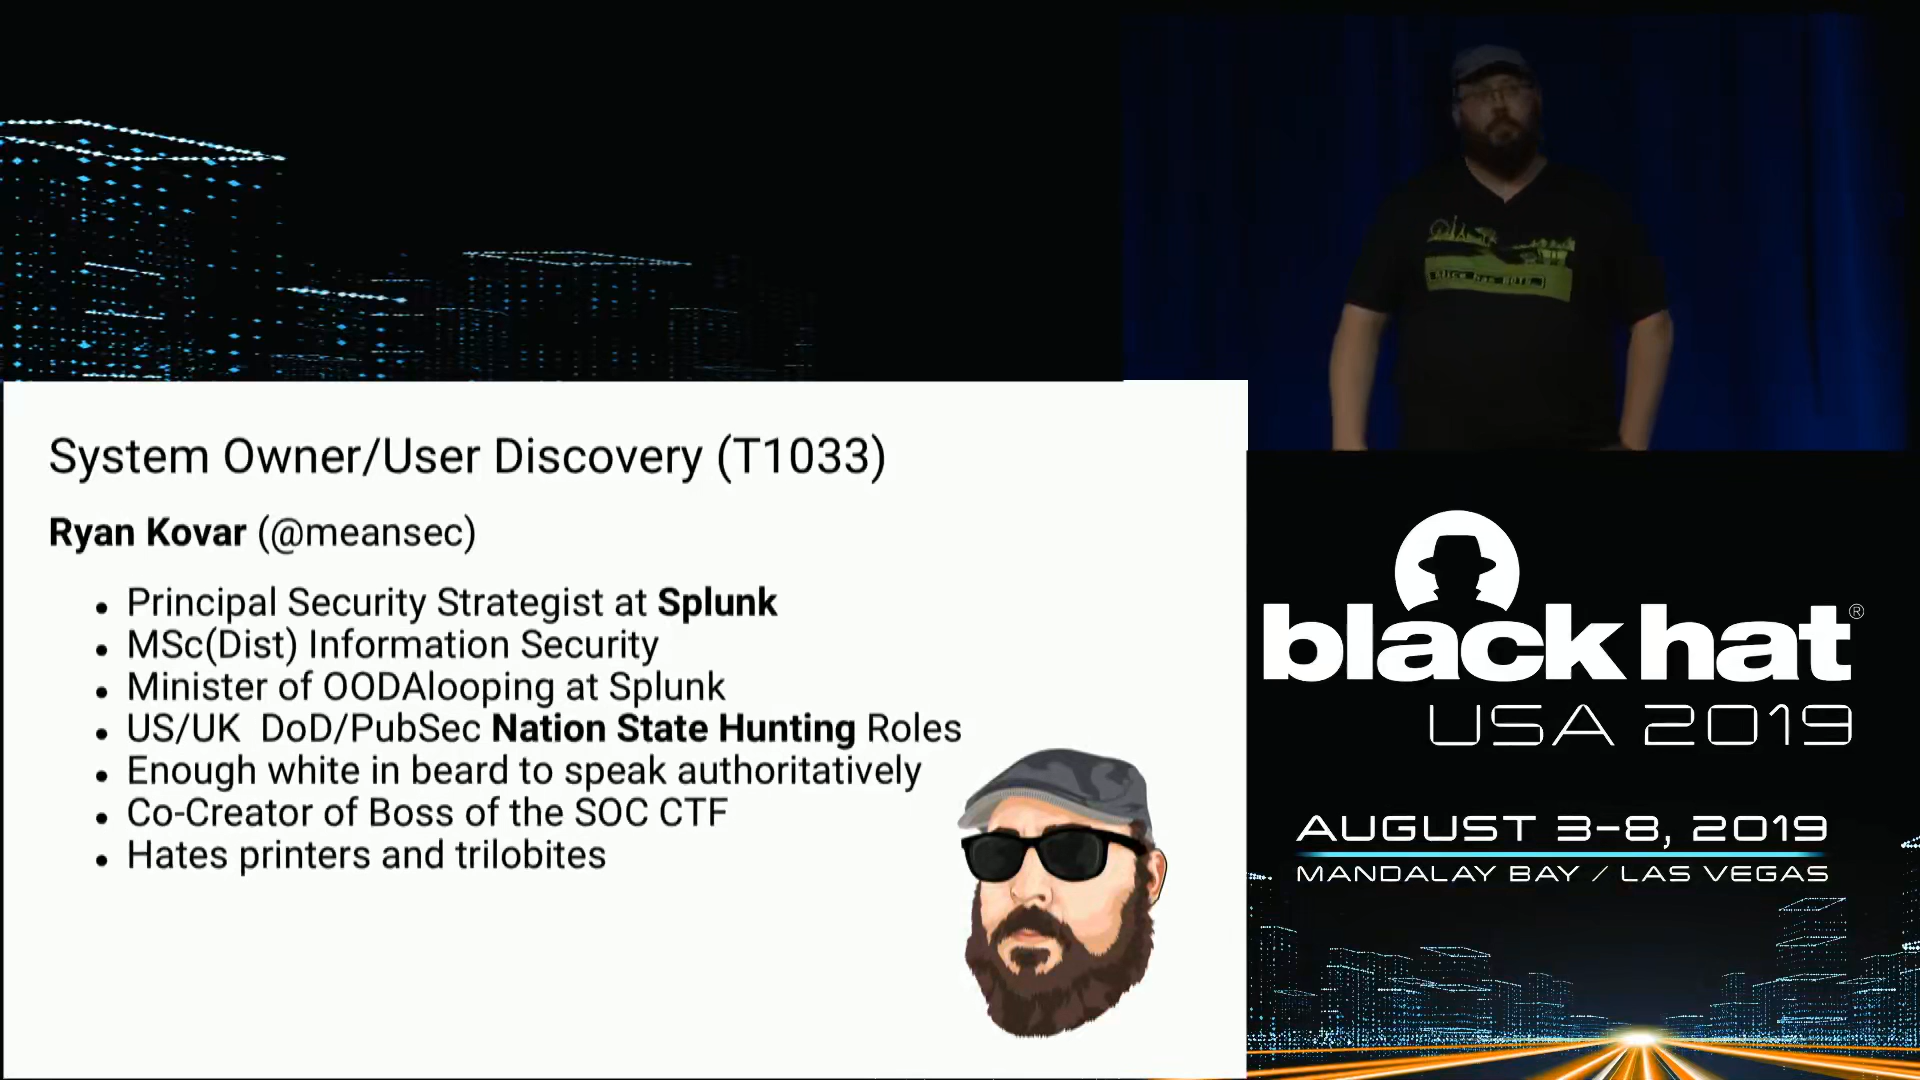 System Owner/User Discovery (T1033)
Ryan Kovar (@meansec)
• Principal Security Strategist at Splunk
• MSc(Dist) Information Security
• Minister of OODAlooping at Splunk
• US/UK DoD/PubSec Nation State Hunting Roles
• Enough white in beard to speak authoritatively
• Co-Creator of Boss of the SOC CTF
• Hates printers and trilobites
Alice has BOTS.
black hat®
USA 2019
AUGUST 3-8, 2019
MANDALAY BAY / LAS VEGAS